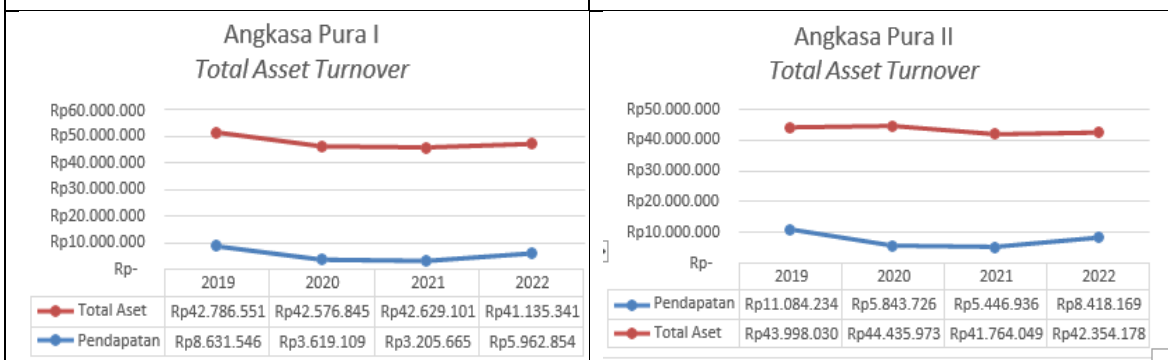 Angkasa Pura I
Total Asset Turnover
Rp60.000.000
Rp50.000.000
Rp40.000.000
Rp30.000.000
Rp20.000.000
Rp10.000.000
Rp-
2019 2020 2021 2022
Total Aset Rp42.786.551 Rp42.576.845 Rp42.629.101 Rp41.135.341
Pendapatan Rp8.631.546 Rp3.619.109 Rp3.205.665 Rp5.962.854
Angkasa Pura II
Total Asset Turnover
Rp50.000.000
Rp40.000.000
Rp30.000.000
Rp20.000.000
Rp10.000.000
Rp-
2019 2020 2021 2022
Pendapatan Rp11.084.234 Rp5.843.726 Rp5.446.936 Rp8.418.169
Total Aset Rp43.998.030 Rp44.435.973 Rp41.764.049 Rp42.354.178